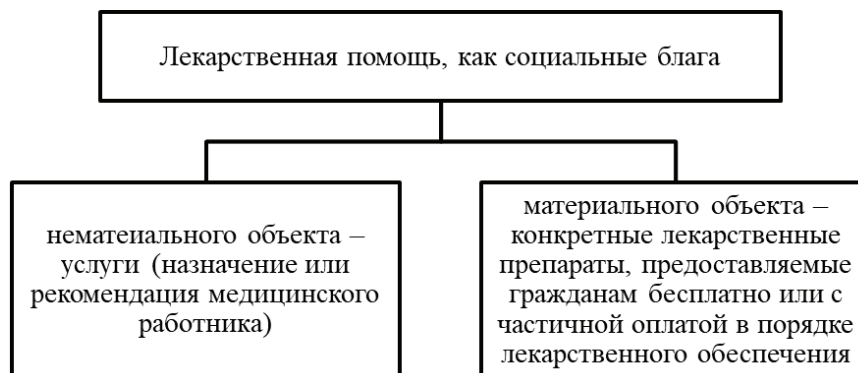 Лекарственная помощь, как социальные блага
нематеиального объекта –
услуги (назначение или
рекомендация медицинского
работника)
материального объекта –
конкретные лекарственные
препараты, предоставляемые
гражданам бесплатно или с
частичной оплатой в порядке
лекарственного обеспечения